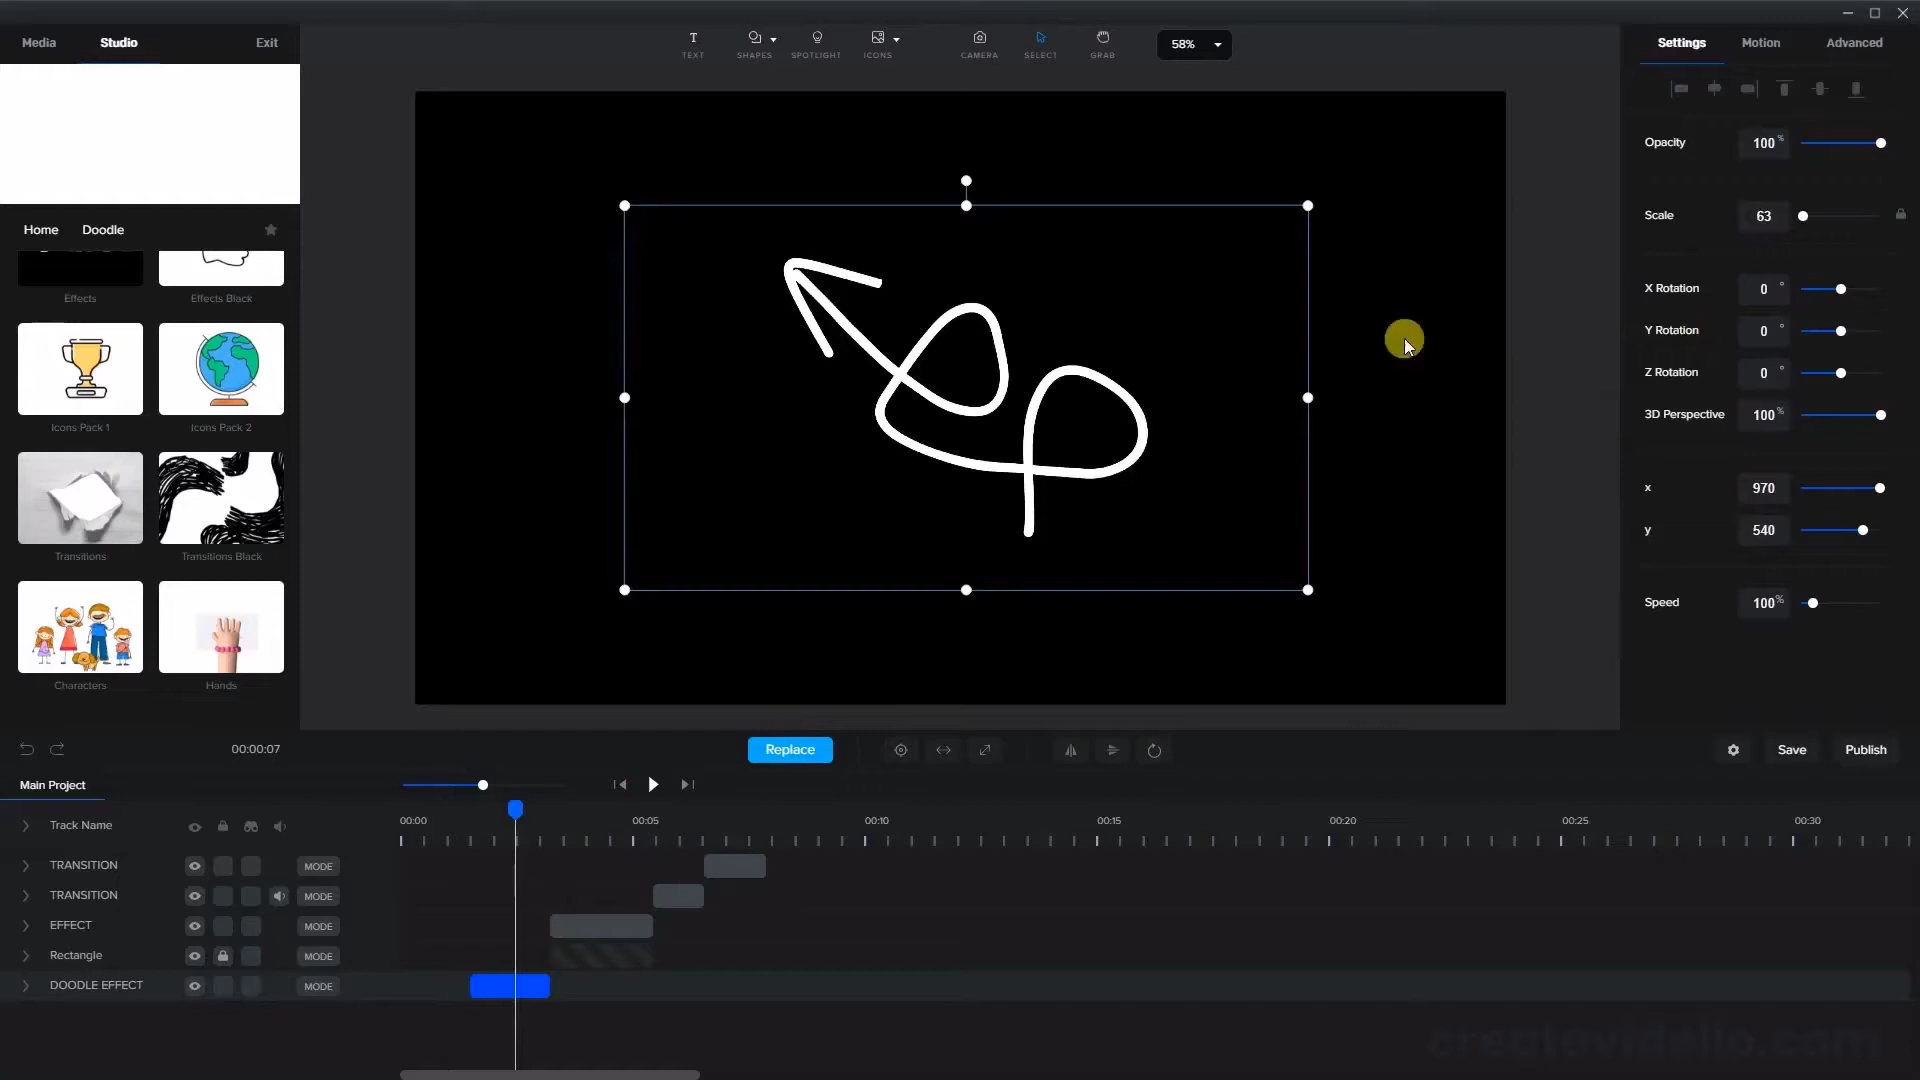 Media Studio Exit
TEXT SHAPES SPOTLIGHT ICONS CAMERA SELECT GRAB 58%
Settings Motion Advanced
Opacity 100 %
Scale 63
X Rotation 0 °
Y Rotation 0 °
Z Rotation 0 °
3D Perspective 100 %
x 970
y 540
Speed 100 %
Home Doodle
Effects Effects Black
Icons Pack 1 Icons Pack 2
Transitions Transitions Black
Characters Hands
00:00:07 Replace Save Publish
Main Project
Track Name 00:00 00:05 00:10 00:15 00:20 00:25 00:30
TRANSITION MODE
TRANSITION MODE
EFFECT MODE
Rectangle MODE
DOODLE EFFECT MODE
createvidello.com